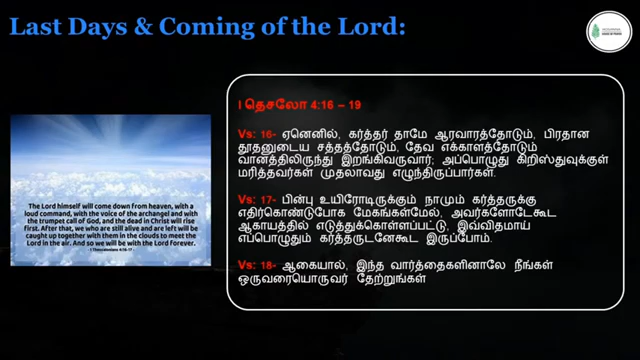 Last Days & Coming of the Lord:
I தெசலோ 4:16 – 19
Vs: 16- ஏனெனில், கர்த்தர் தாமே ஆரவாரத்தோடும், பிரதான
தூதனுடைய சத்தத்தோடும், தேவ எக்காளத்தோடும்
வானத்திலிருந்து இறங்கிவருவார்; அப்பொழுது கிறிஸ்துவுக்குள்
மரித்தவர்கள் முதலாவது எழுந்திருப்பார்கள்.
Vs: 17- பின்பு உயிரோடிருக்கும் நாமும் கர்த்தருக்கு
எதிர்கொண்டுபோக மேகங்கள்மேல், அவர்களோடேகூட
ஆகாயத்தில் எடுத்துக்கொள்ளப்பட்டு, இவ்விதமாய்
எப்பொழுதும் கர்த்தருடனேகூட இருப்போம்.
Vs: 18- ஆகையால், இந்த வார்த்தைகளினாலே நீங்கள்
ஒருவரையொருவர் தேற்றுங்கள்
The Lord himself will come down from heaven, with a
loud command, with the voice of the archangel and with
the trumpet call of God, and the dead in Christ will rise
first. After that, we who are still alive and are left will be
caught up together with them in the clouds to meet the
Lord in the air. And so we will be with the Lord forever.
- I Thessalonians 4:16-17 -